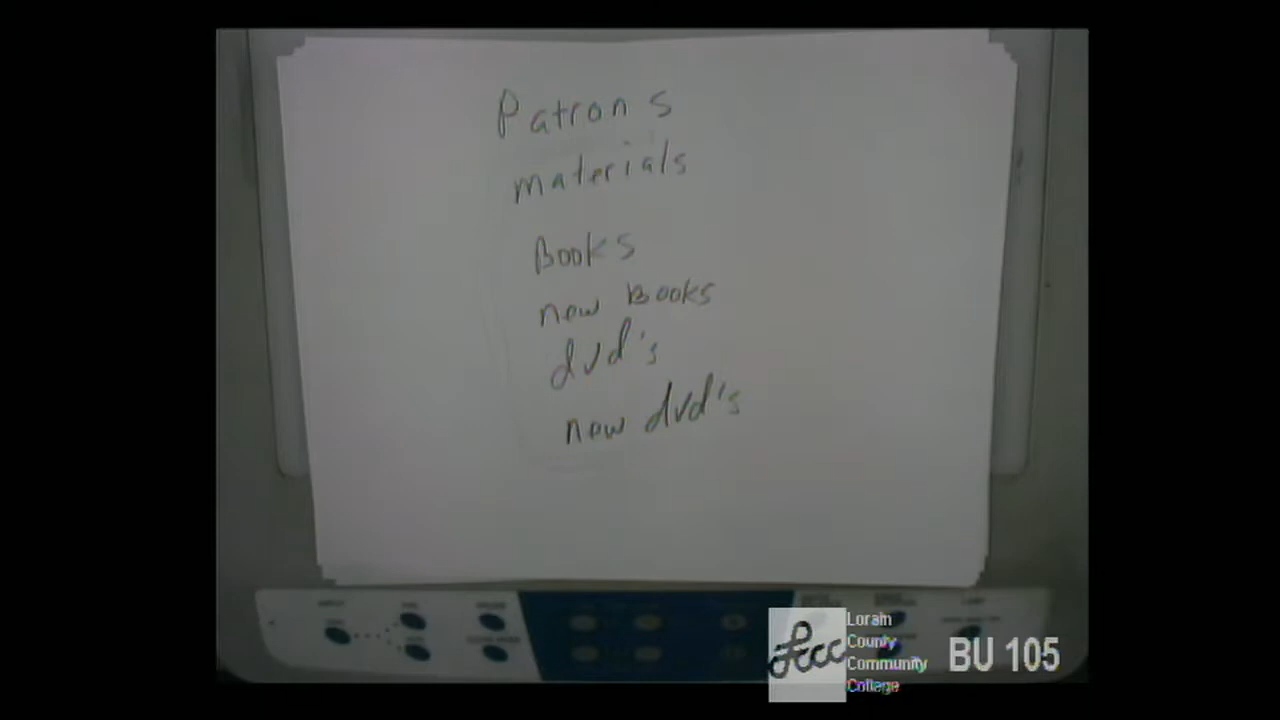 Patrons
materials
Books
new Books
dvd's
new dvd's
Lorain
County
Community
College
BU 105